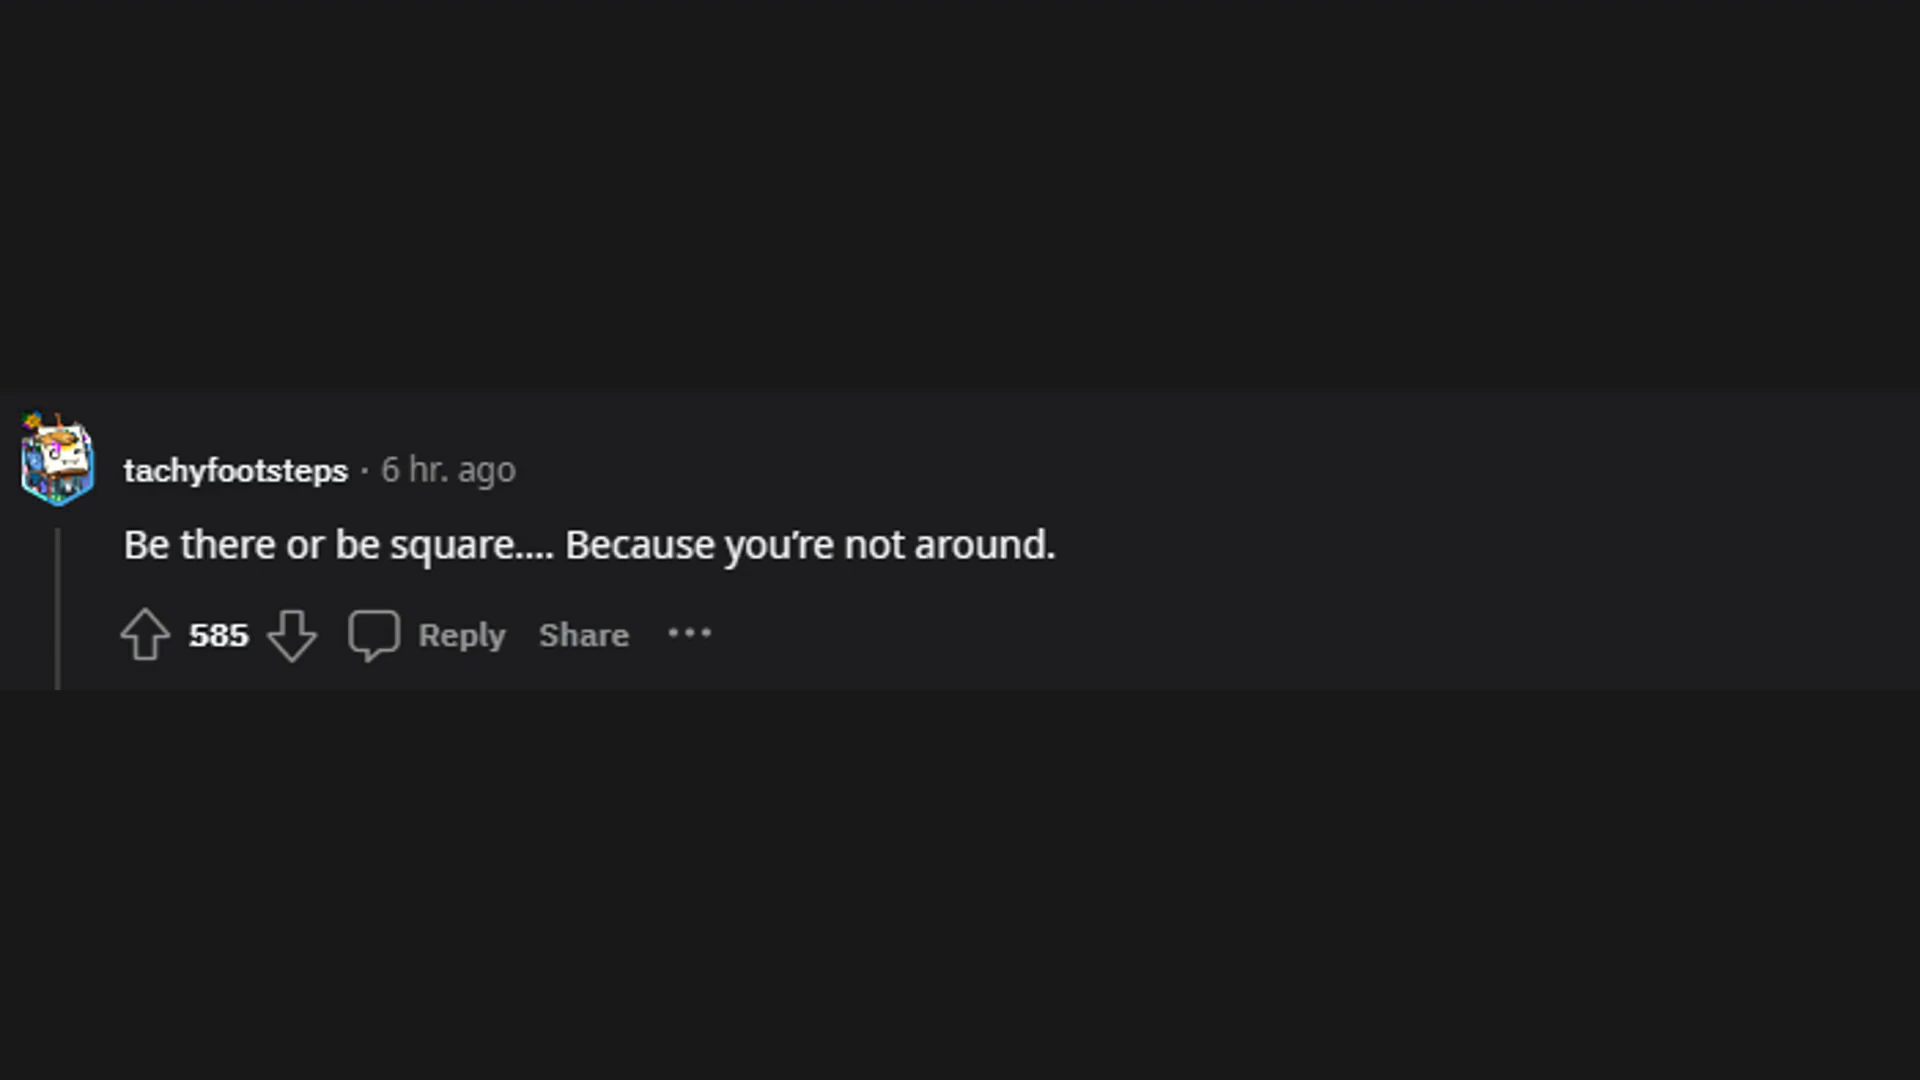 tachyfootsteps · 6 hr. ago
Be there or be square.... Because you’re not around.
585 Reply Share ···